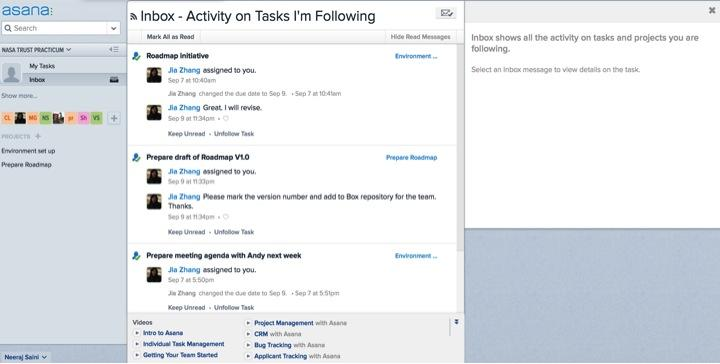 asana:
Search
NASA TRUST PRACTICUM
My Tasks
Inbox
Show more...
CL MG NS pr Sh VS +
PROJECTS +
Environment set up
Prepare Roadmap
Neeraj Saini
Inbox - Activity on Tasks I'm Following
Mark All as Read Hide Read Messages
Roadmap initiative Environment ...
Jia Zhang assigned to you.
Sep 7 at 10:40am
Jia Zhang changed the due date to Sep 9. • Sep 7 at 10:41am
Jia Zhang Great. I will revise.
Sep 9 at 11:34pm • ♡
Keep Unread • Unfollow Task
Prepare draft of Roadmap V1.0 Prepare Roadmap
Jia Zhang assigned to you.
Sep 9 at 11:33pm
Jia Zhang Please mark the version number and add to Box repository for the team.
Thanks.
Sep 9 at 11:34pm • ♡
Keep Unread • Unfollow Task
Prepare meeting agenda with Andy next week Environment ...
Jia Zhang assigned to you.
Sep 7 at 5:50pm
Jia Zhang changed the due date to Sep 9. • Sep 7 at 5:51pm
Keep Unread • Unfollow Task
Videos
Intro to Asana
Individual Task Management
Getting Your Team Started
Project Management with Asana
CRM with Asana
Bug Tracking with Asana
Applicant Tracking with Asana
Inbox shows all the activity on tasks and projects you are
following.
Select an Inbox message to view details on the task.